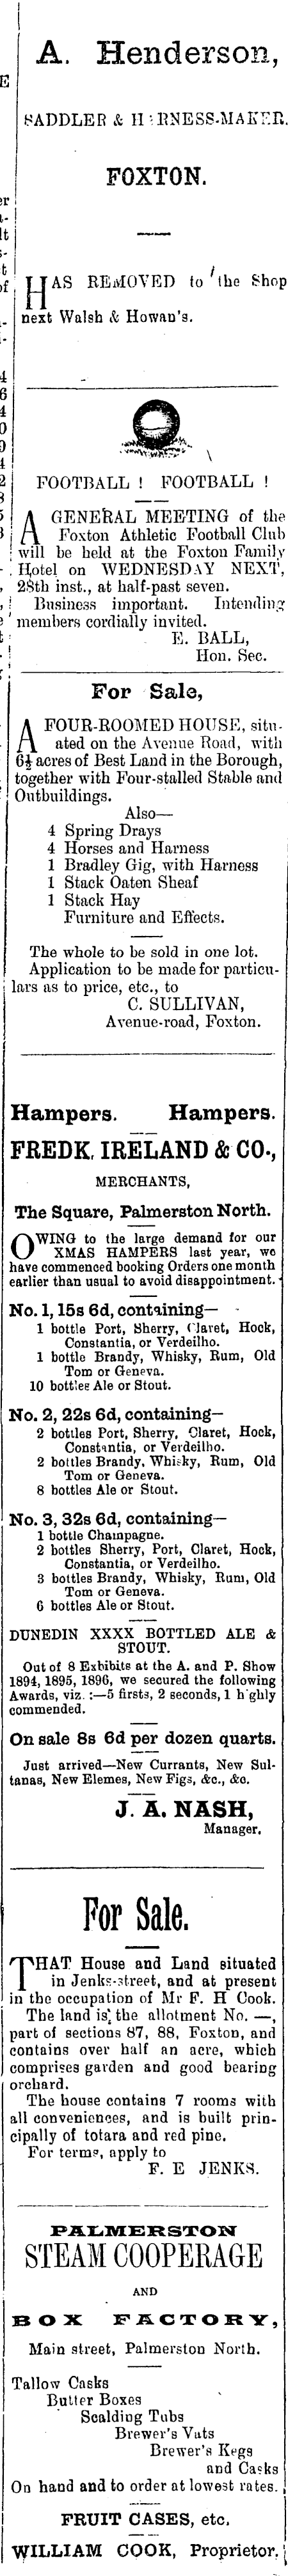 A. Henderson,
SADDLER & HARNESS-MAKER.
FOXTON.
HAS REMOVED to the Shop
next Walsh & Howan's.
FOOTBALL ! FOOTBALL !
A GENERAL MEETING of the
Foxton Athletic Football Club
will be held at the Foxton Family
Hotel on WEDNESDAY NEXT,
28th inst., at half-past seven.
Business important. Intending
members cordially invited.
E. BALL,
Hon. Sec.
For Sale,
A FOUR-ROOMED HOUSE, situ-
ated on the Avenue Road, with
6½ acres of Best Land in the Borough,
together with Four-stalled Stable and
Outbuildings.
Also—
4 Spring Drays
4 Horses and Harness
1 Bradley Gig, with Harness
1 Stack Oaten Sheaf
1 Stack Hay
Furniture and Effects.
The whole to be sold in one lot.
Application to be made for particu-
lars as to price, etc., to
C. SULLIVAN,
Avenue-road, Foxton.
Hampers. Hampers.
FREDK. IRELAND & CO.,
MERCHANTS,
The Square, Palmerston North.
OWING to the large demand for our
XMAS HAMPERS last year, we
have commenced booking Orders one month
earlier than usual to avoid disappointment.
No. 1, 15s 6d, containing—
1 bottle Port, Sherry, Claret, Hock,
Constantia, or Verdeilho.
1 bottle Brandy, Whisky, Rum, Old
Tom or Geneva.
10 bottles Ale or Stout.
No. 2, 22s 6d, containing—
2 bottles Port, Sherry, Claret, Hock,
Constantia, or Verdeilho.
2 bottles Brandy, Whisky, Rum, Old
Tom or Geneva.
8 bottles Ale or Stout.
No. 3, 32s 6d, containing—
1 bottle Champagne.
2 bottles Sherry, Port, Claret, Hock,
Constantia, or Verdeilho.
3 bottles Brandy, Whisky, Rum, Old
Tom or Geneva.
6 bottles Ale or Stout.
DUNEDIN XXXX BOTTLED ALE &
STOUT.
Out of 8 Exhibits at the A. and P. Show
1894, 1895, 1896, we secured the following
Awards, viz. :—5 firsts, 2 seconds, 1 highly
commended.
On sale 8s 6d per dozen quarts.
Just arrived—New Currants, New Sul-
tanas, New Elemes, New Figs, &c., &c.
J. A. NASH,
Manager.
For Sale.
THAT House and Land situated
in Jenks-street, and at present
in the occupation of Mr F. H Cook.
The land is the allotment No. —,
part of sections 87, 88, Foxton, and
contains over half an acre, which
comprises garden and good bearing
orchard.
The house contains 7 rooms with
all conveniences, and is built prin-
cipally of totara and red pine.
For terms, apply to
F. E JENKS.
PALMERSTON
STEAM COOPERAGE
AND
BOX FACTORY,
Main street, Palmerston North.
Tallow Casks
Butter Boxes
Scalding Tubs
Brewer's Vats
Brewer's Kegs
and Casks
On hand and to order at lowest rates.
FRUIT CASES, etc.
WILLIAM COOK, Proprietor.